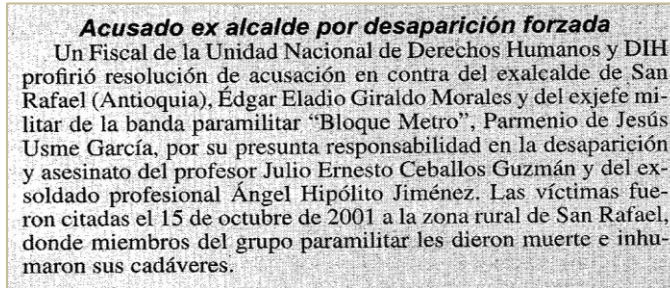 Acusado ex alcalde por desaparición forzada
Un Fiscal de la Unidad Nacional de Derechos Humanos y DIH
profirió resolución de acusación en contra del exalcalde de San
Rafael (Antioquia), Édgar Eladio Giraldo Morales y del exjefe mi-
litar de la banda paramilitar “Bloque Metro”, Parmenio de Jesús
Usme García, por su presunta responsabilidad en la desaparición
y asesinato del profesor Julio Ernesto Ceballos Guzmán y del ex-
soldado profesional Ángel Hipólito Jiménez. Las víctimas fue-
ron citadas el 15 de octubre de 2001 a la zona rural de San Rafael,
donde miembros del grupo paramilitar les dieron muerte e inhu-
maron sus cadáveres.